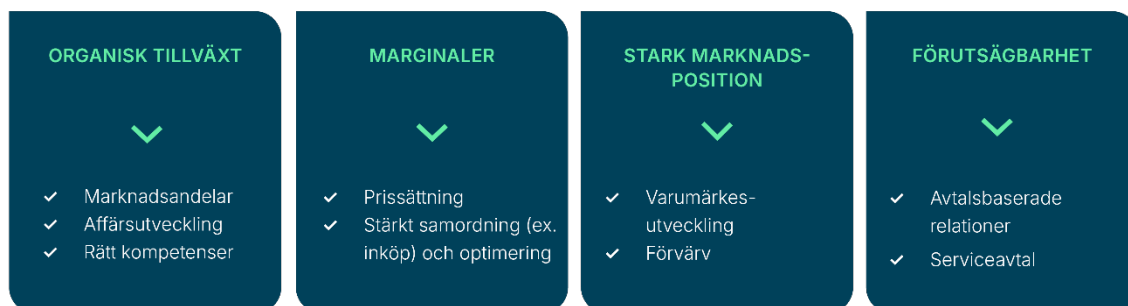 ORGANISK TILLVÄXT
Marknadsandelar
Affärsutveckling
Rätt kompetenser
MARGINALER
Prissättning
Stärkt samordning (ex.
inköp) och optimering
STARK MARKNADS-
POSITION
Varumärkes-
utveckling
Förvärv
FÖRUTSÄGBARHET
Avtalsbaserade
relationer
Serviceavtal